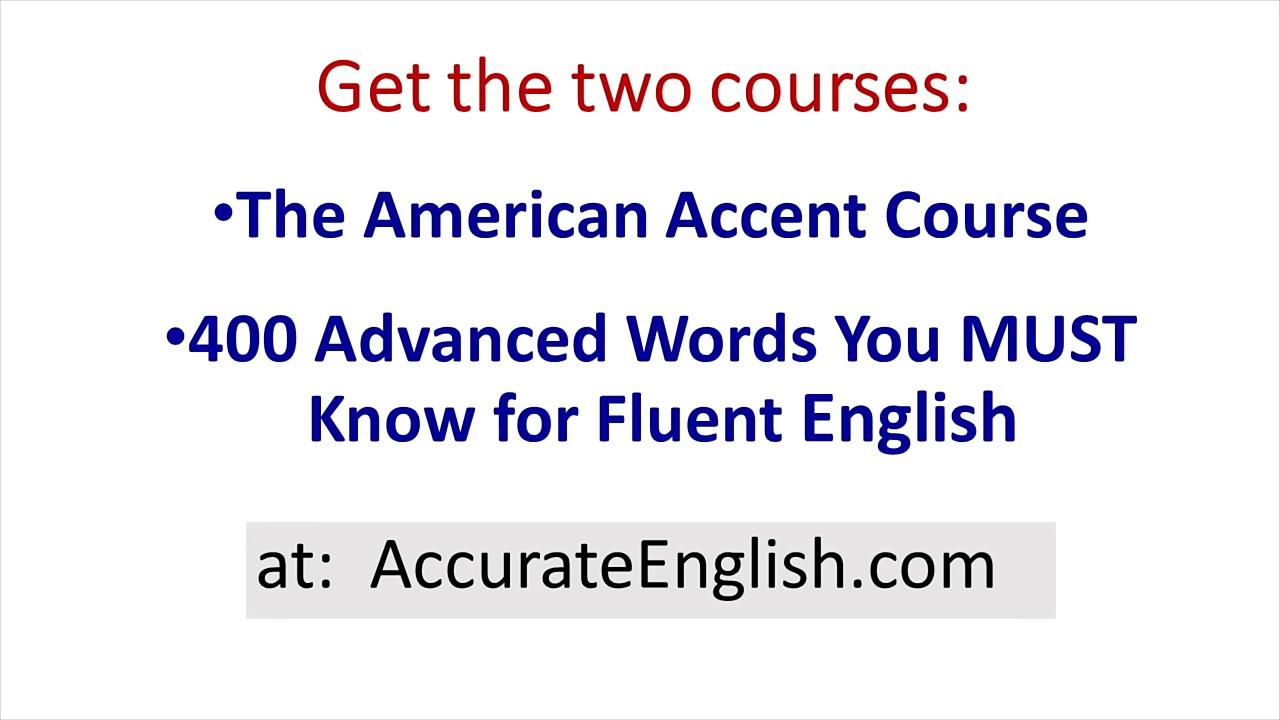 Get the two courses:
•The American Accent Course
•400 Advanced Words You MUST
Know for Fluent English
at: AccurateEnglish.com